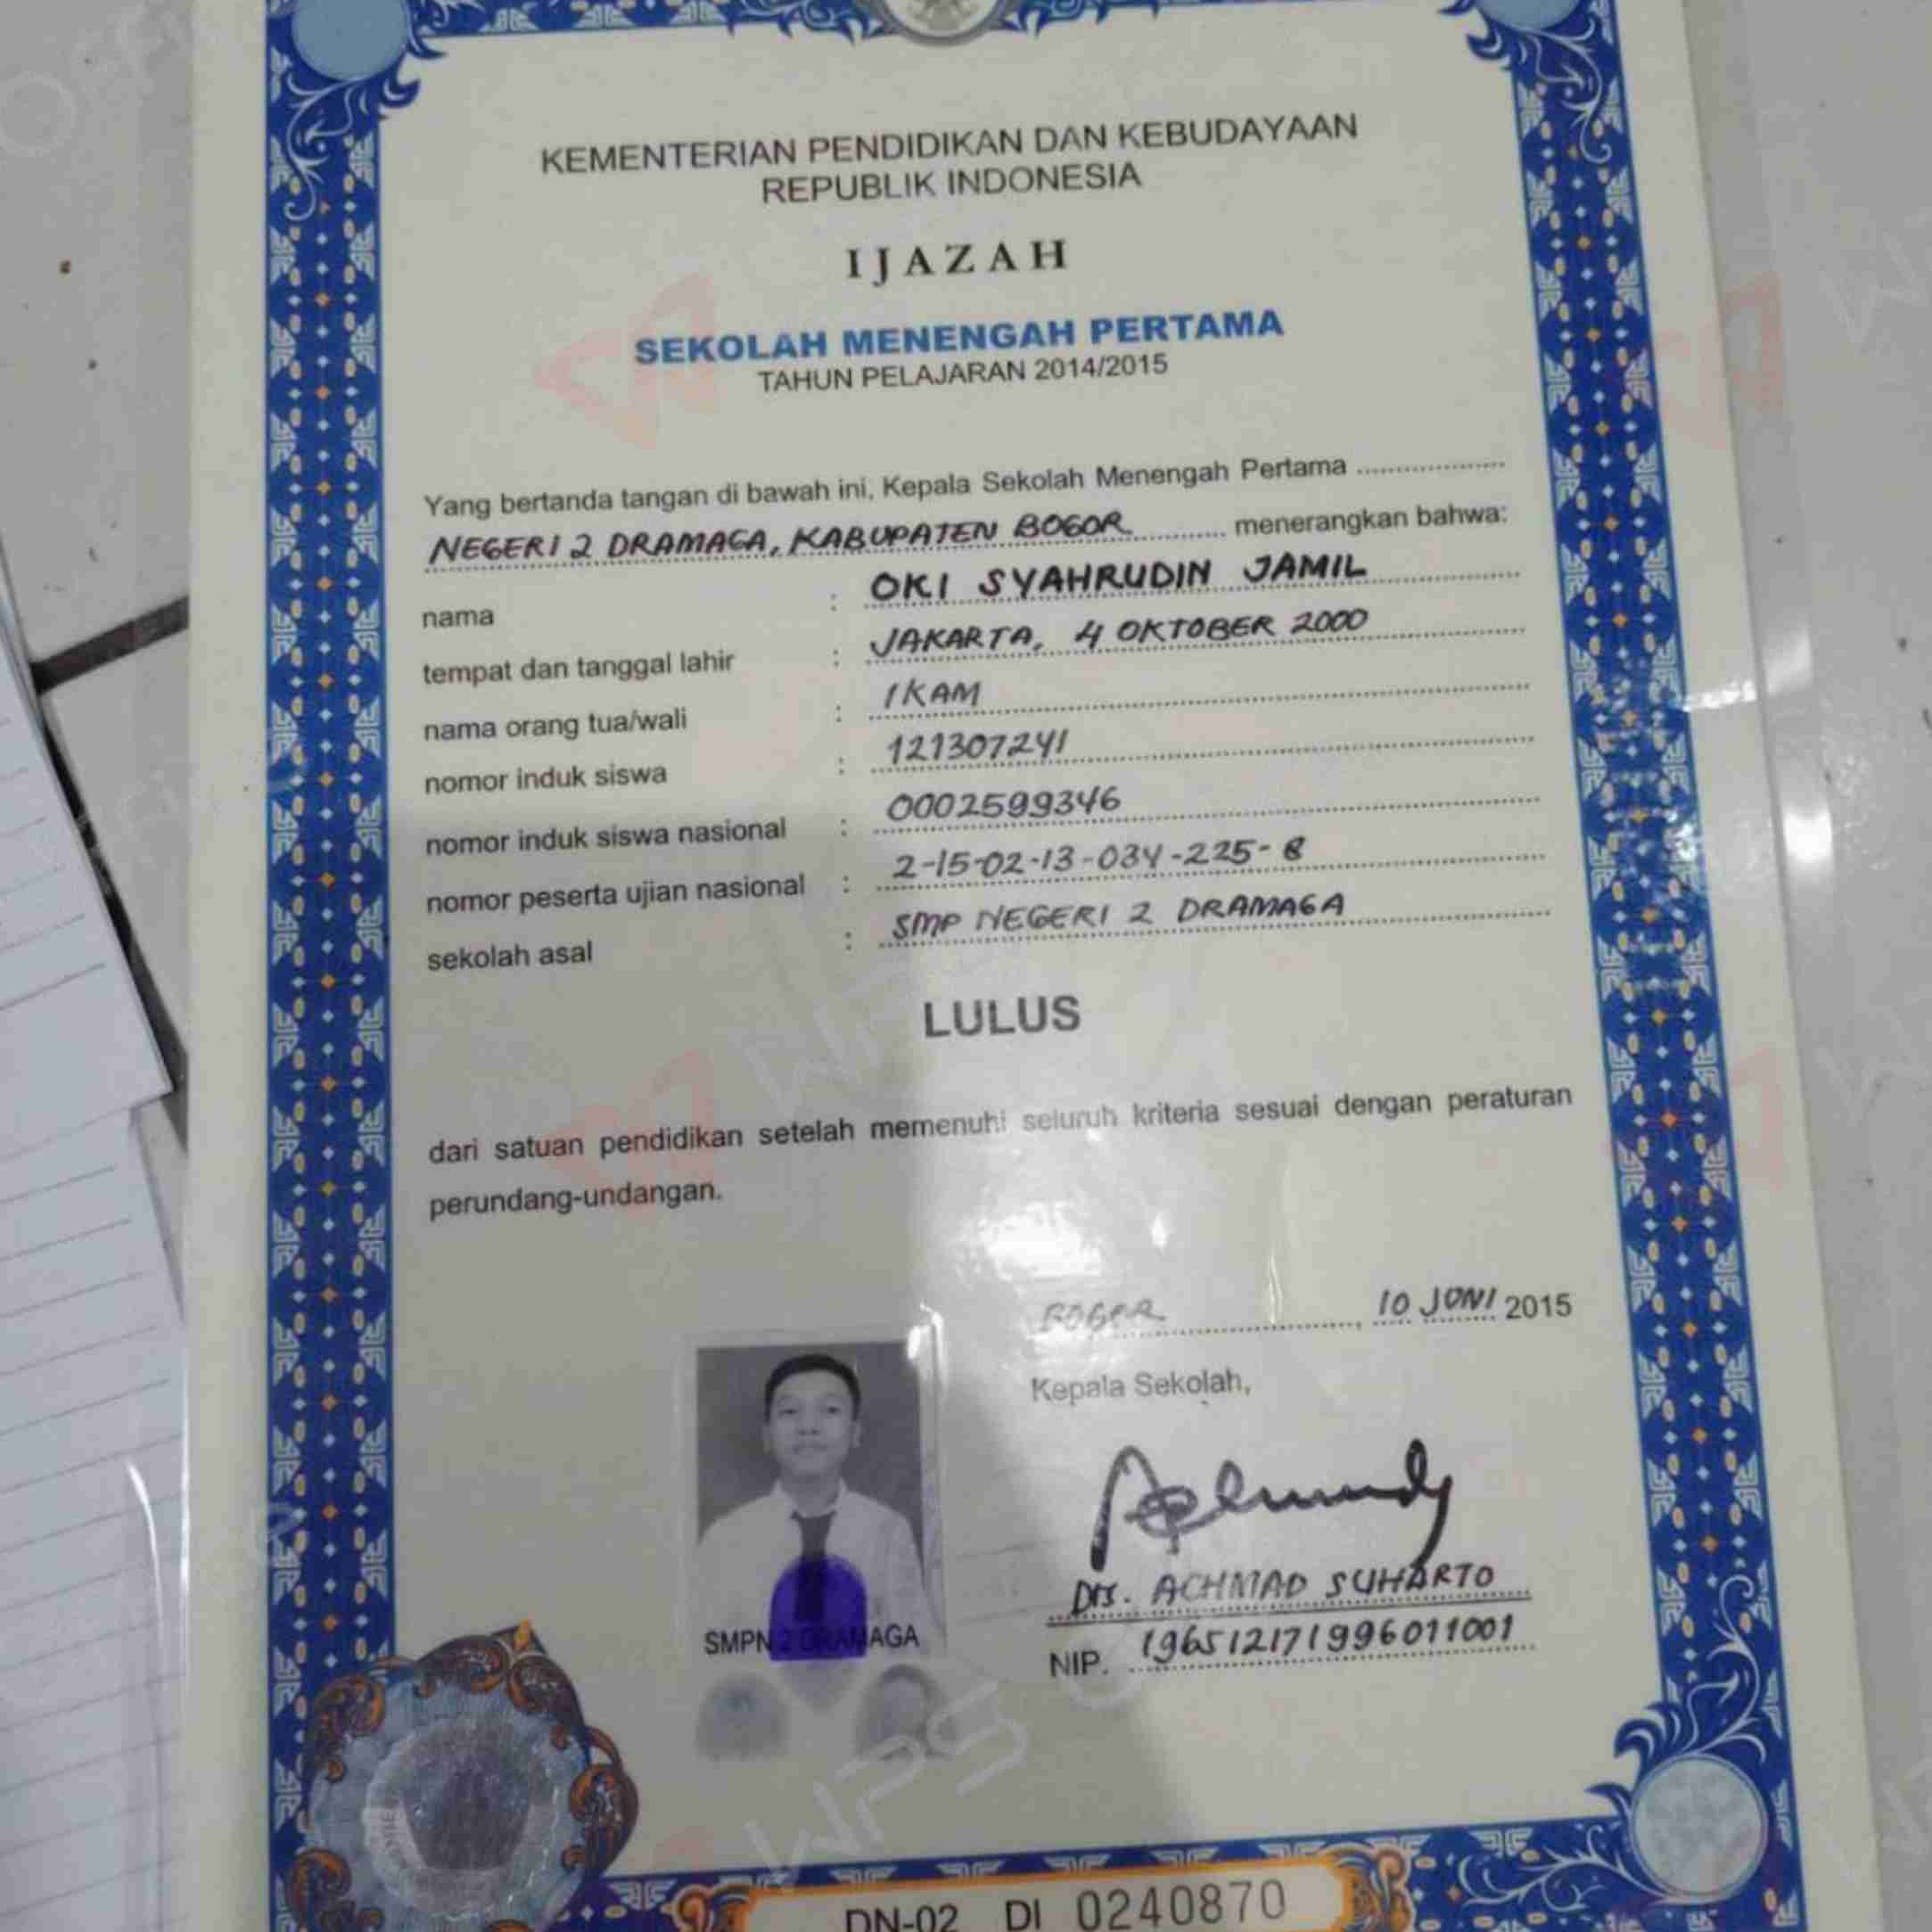 KEMENTERIAN PENDIDIKAN DAN KEBUDAYAAN
REPUBLIK INDONESIA
IJAZAH
SEKOLAH MENENGAH PERTAMA
TAHUN PELAJARAN 2014/2015
Yang bertanda tangan di bawah ini, Kepala Sekolah Menengah Pertama
NEGERI 2 DRAMAGA, KABUPATEN BOGOR menerangkan bahwa:
nama : OKI SYAHRUDIN JAMIL
tempat dan tanggal lahir : JAKARTA, 4 OKTOBER 2000
nama orang tua/wali : IKAM
nomor induk siswa : 121307241
nomor induk siswa nasional : 0002599346
nomor peserta ujian nasional : 2-15-02-13-034-225-8
sekolah asal : SMP NEGERI 2 DRAMAGA
LULUS
dari satuan pendidikan setelah memenuhi seluruh kriteria sesuai dengan peraturan
perundang-undangan.
BOGOR, 10 JUNI 2015
Kepala Sekolah,
Drs. ACHMAD SUHARTO
NIP. 196512171996011001
SMPN 2 DRAMAGA
WPS
DN-02 DI 0240870